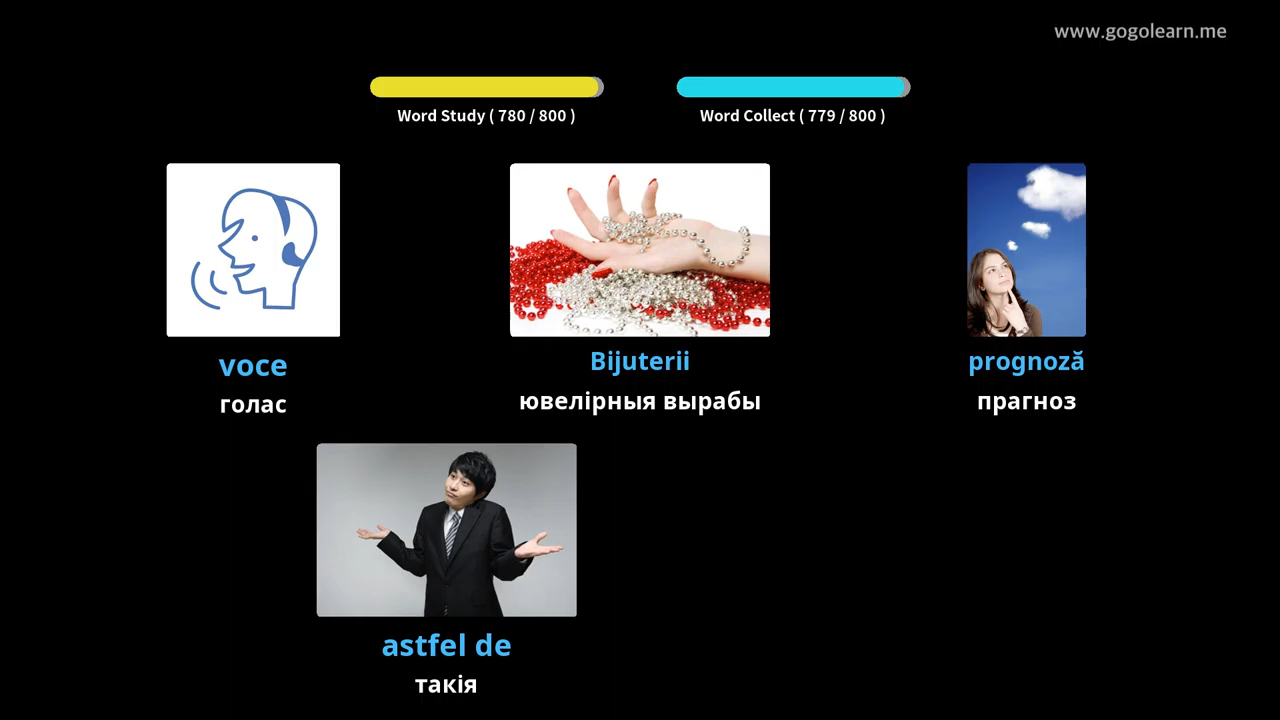 www.gogolearn.me
Word Study ( 780 / 800 )
Word Collect ( 779 / 800 )
voce
голас
Bijuterii
ювелірныя вырабы
prognoză
прагноз
astfel de
такія